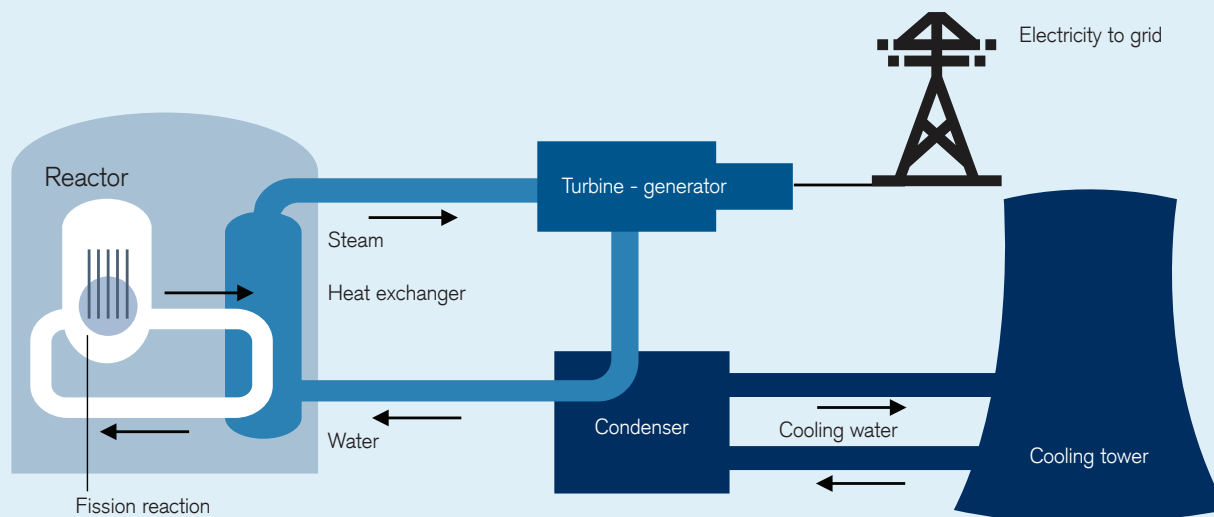 Electricity to grid
Reactor
Turbine - generator
Steam
Heat exchanger
Water
Condenser
Cooling water
Cooling tower
Fission reaction